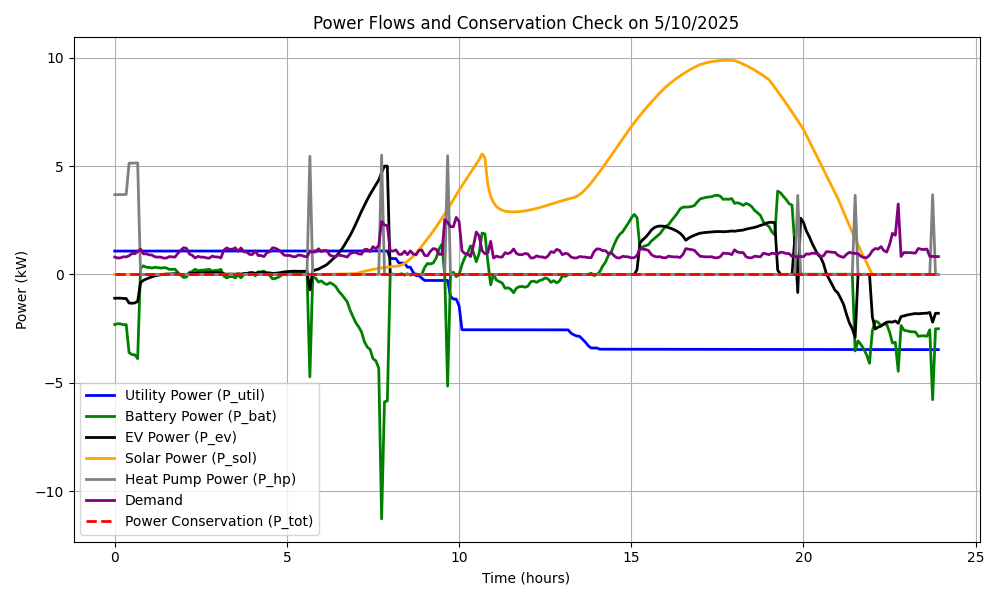 Power Flows and Conservation Check on 5/10/2025
Power (kW)
10
5
0
−5
−10
Utility Power (P_util)
Battery Power (P_bat)
EV Power (P_ev)
Solar Power (P_sol)
Heat Pump Power (P_hp)
Demand
Power Conservation (P_tot)
0 5 10 15 20 25
Time (hours)